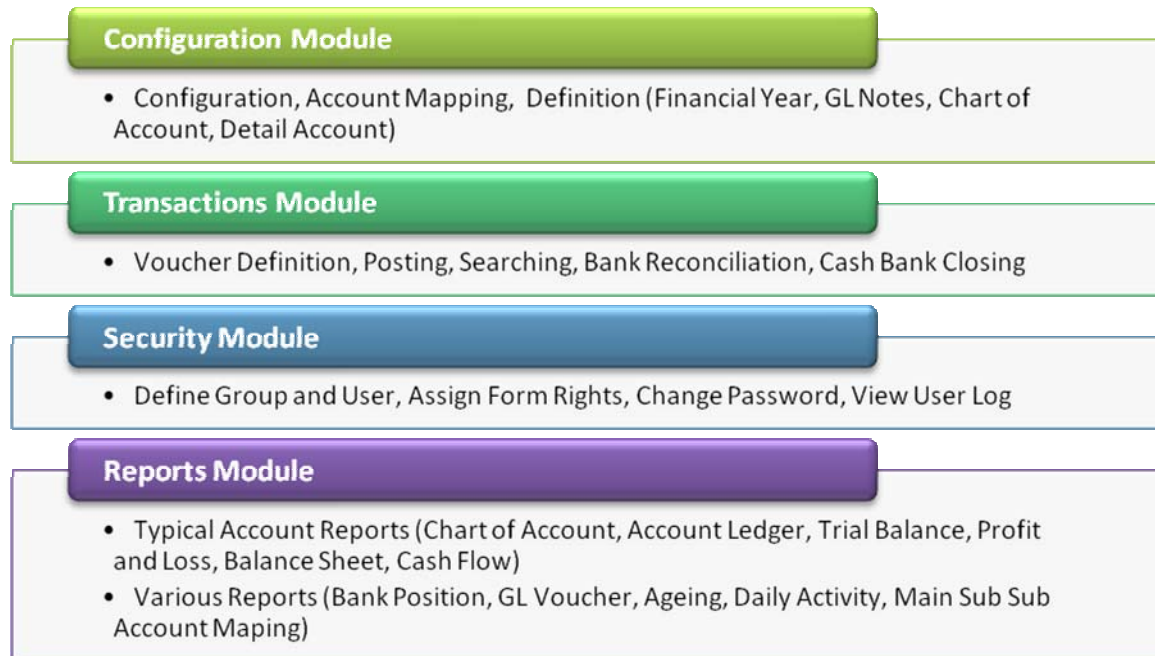 Configuration Module
• Configuration, Account Mapping, Definition (Financial Year, GL Notes, Chart of
Account, Detail Account)
Transactions Module
• Voucher Definition, Posting, Searching, Bank Reconciliation, Cash Bank Closing
Security Module
• Define Group and User, Assign Form Rights, Change Password, View User Log
Reports Module
• Typical Account Reports (Chart of Account, Account Ledger, Trial Balance, Profit
and Loss, Balance Sheet, Cash Flow)
• Various Reports (Bank Position, GL Voucher, Ageing, Daily Activity, Main Sub Sub
Account Maping)